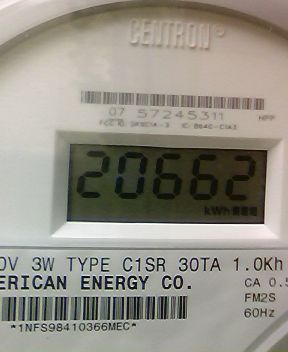 CENTRON®
07 57245311
20662
kWh
0V 3W TYPE C1SR 30TA 1.0Kh
ERICAN ENERGY CO.
CA 0.5
FM2S
60Hz
*1NFS98410366MEC*